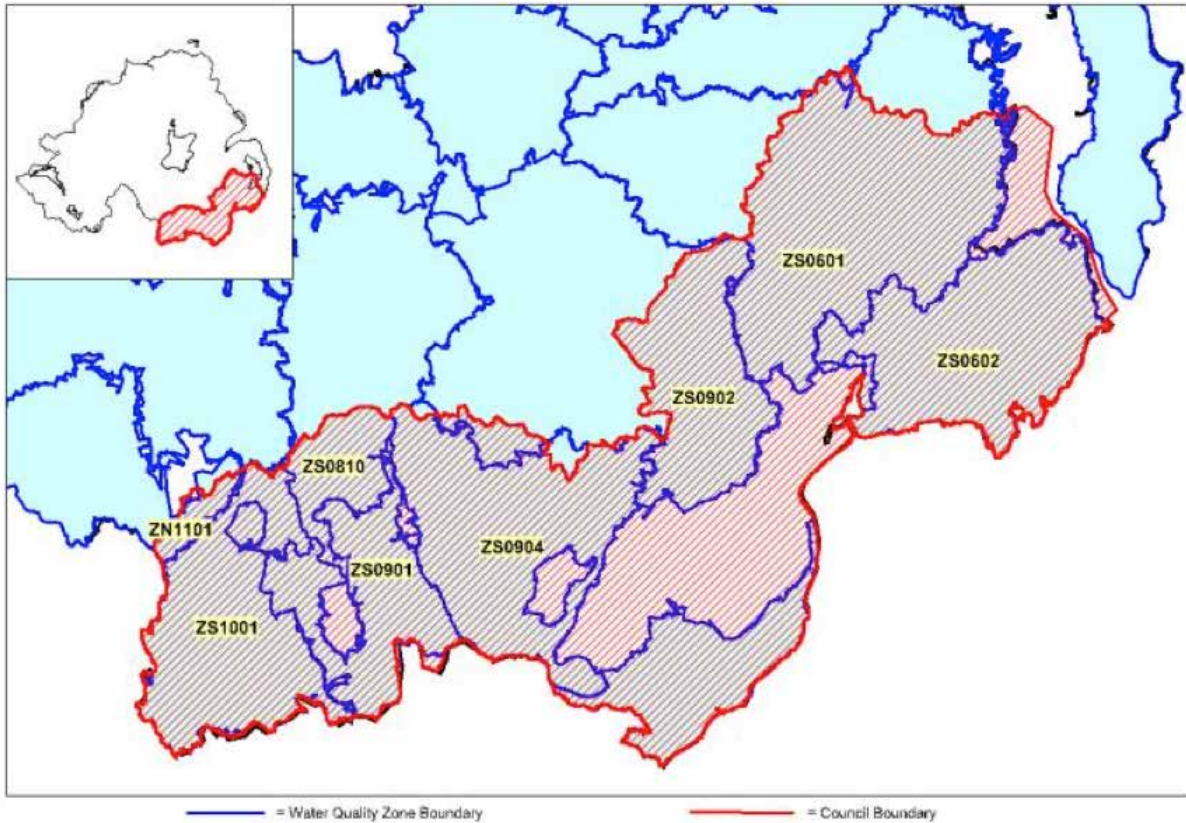 ZS0601
ZS0602
ZS0902
ZS0810
ZN1101
ZS0904
ZS0901
ZS1001
= Water Quality Zone Boundary
= Council Boundary